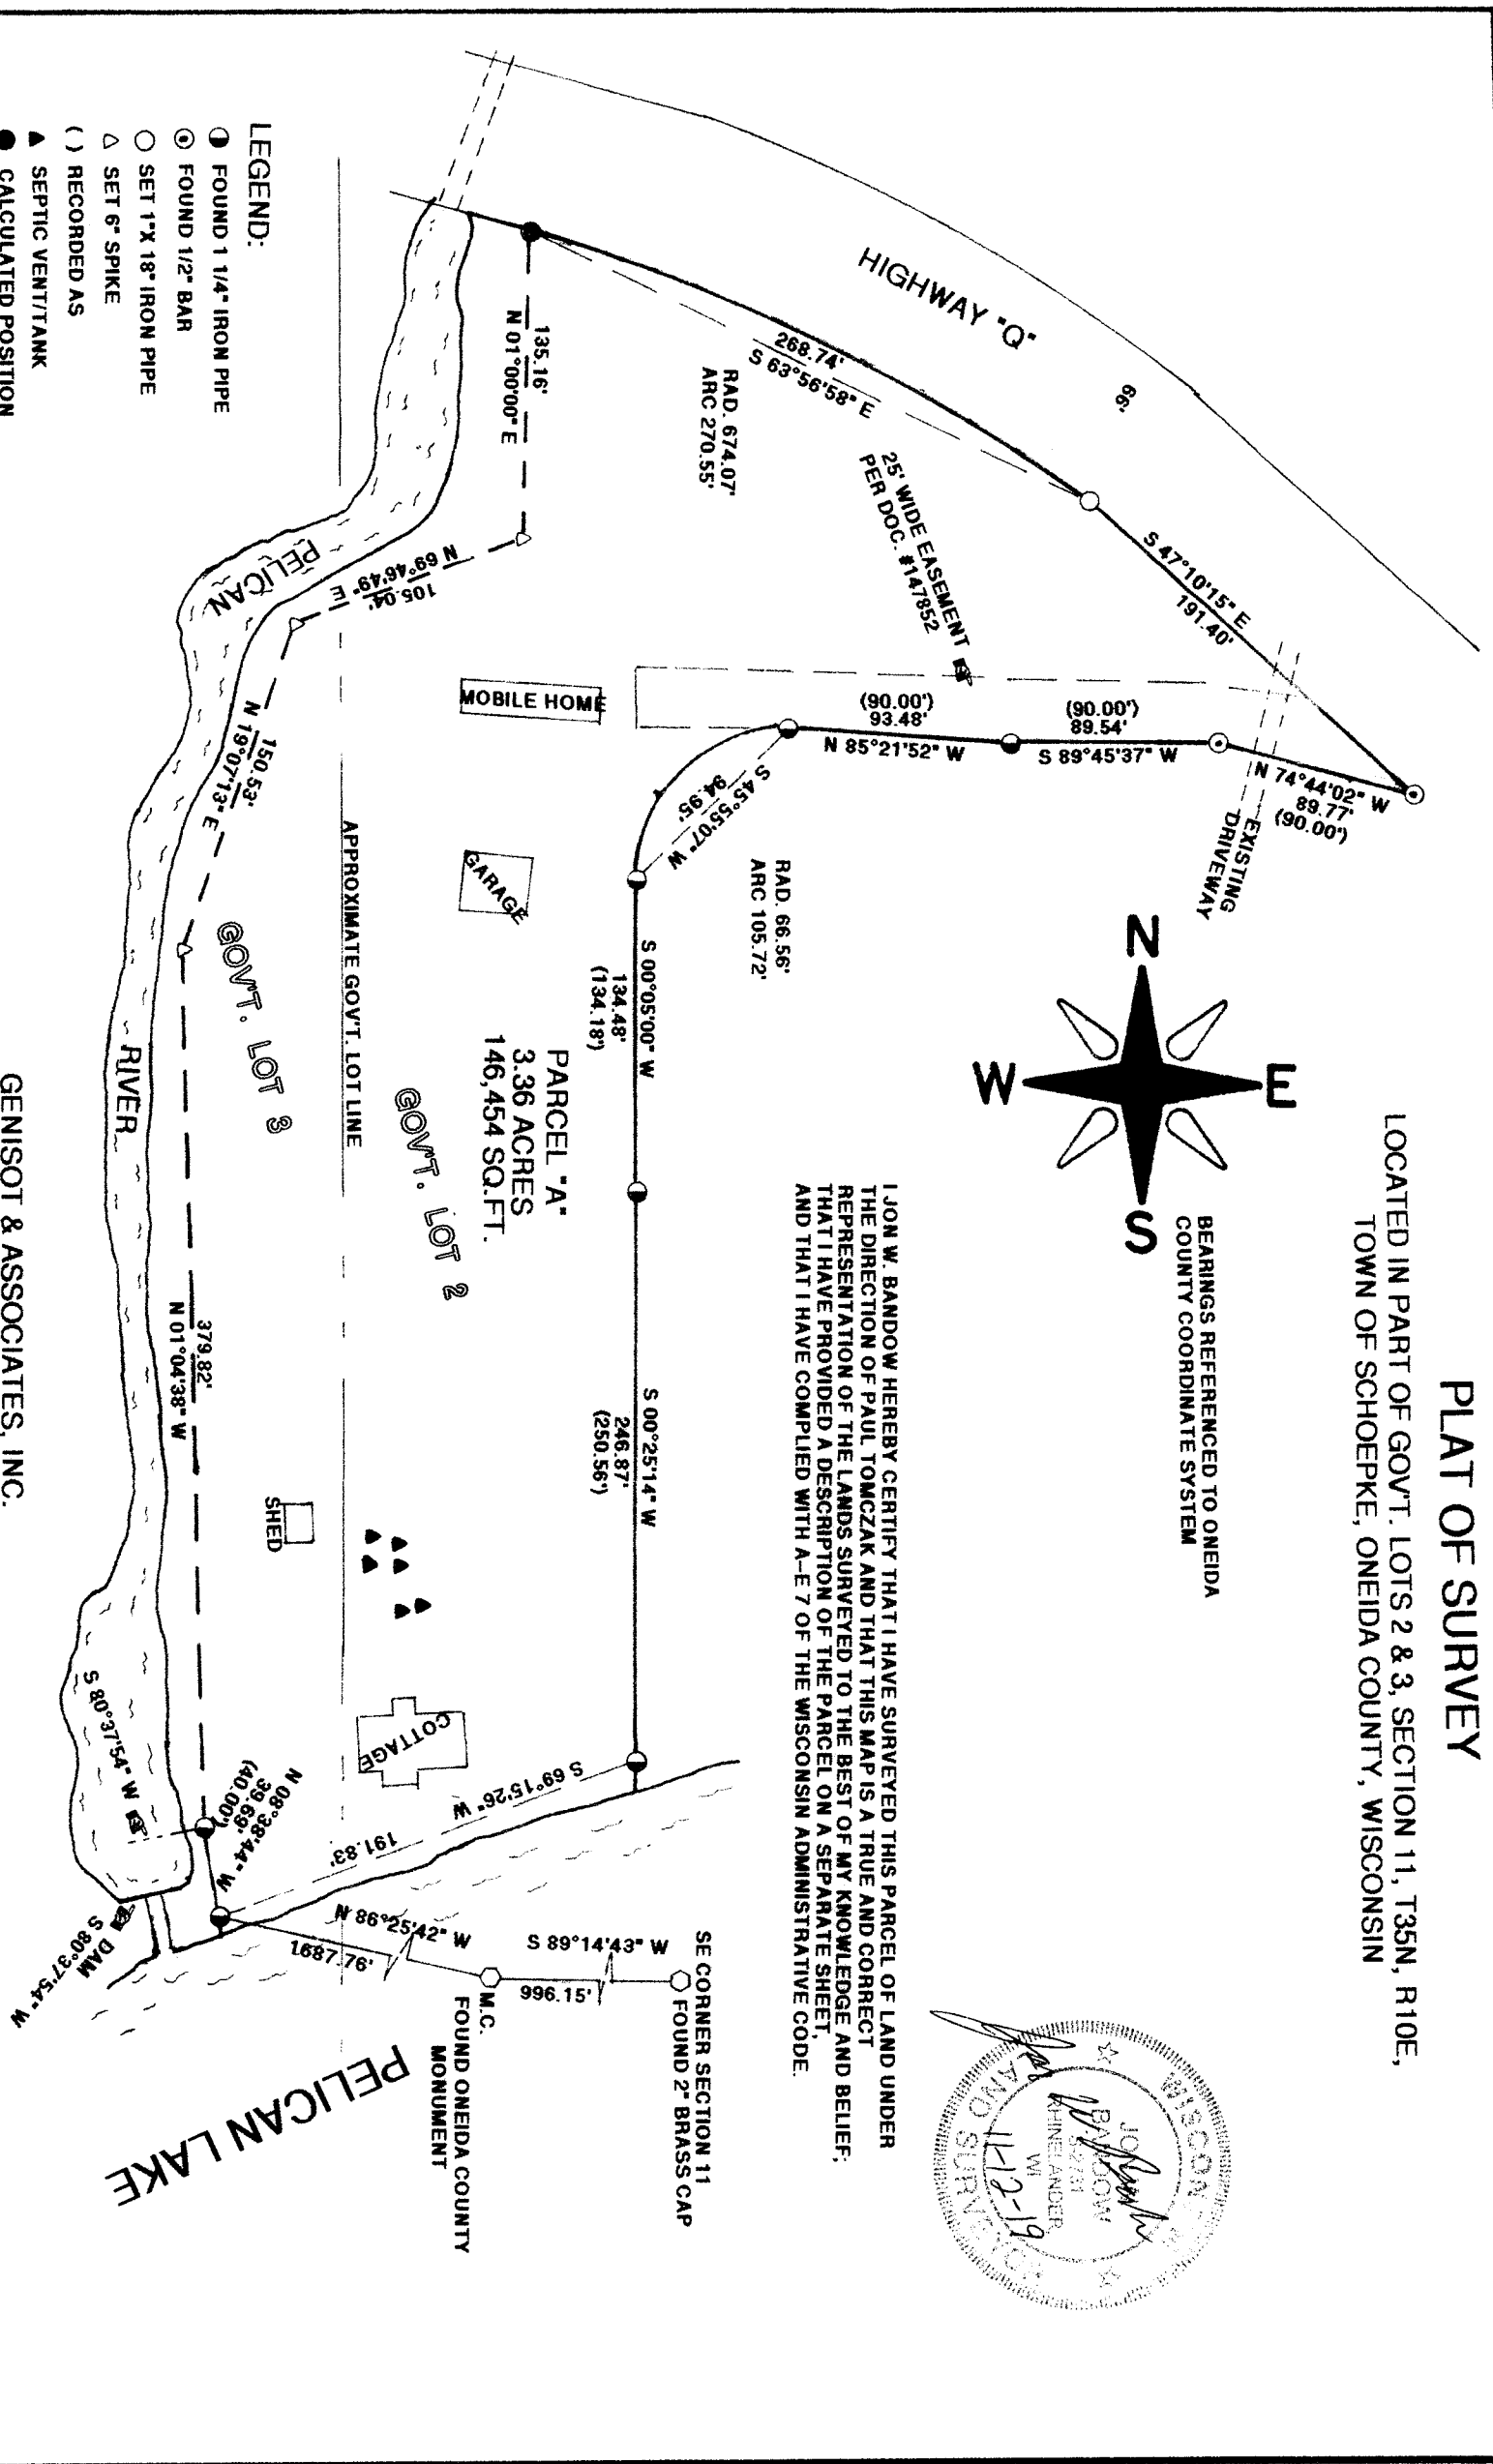 PLAT OF SURVEY
LOCATED IN PART OF GOV'T. LOTS 2 & 3, SECTION 11, T35N, R10E,
TOWN OF SCHOEPKE, ONEIDA COUNTY, WISCONSIN
BEARINGS REFERENCED TO ONEIDA
COUNTY COORDINATE SYSTEM
N
E
W
S
I JON W. BANDOW HEREBY CERTIFY THAT I HAVE SURVEYED THIS PARCEL OF LAND UNDER
THE DIRECTION OF PAUL TOMCZAK AND THAT THIS MAP IS A TRUE AND CORRECT
REPRESENTATION OF THE LANDS SURVEYED TO THE BEST OF MY KNOWLEDGE AND BELIEF;
THAT I HAVE PROVIDED A DESCRIPTION OF THE PARCEL ON A SEPARATE SHEET,
AND THAT I HAVE COMPLIED WITH A-E 7 OF THE WISCONSIN ADMINISTRATIVE CODE.
JON
BANDOW
S-2731
RHINELANDER
WI
11-12-19
LAND SURVEYOR
HIGHWAY "Q"
66'
268.74'
S 63°56'58" E
RAD. 674.07'
ARC 270.55'
S 47°10'15" E
191.40'
25' WIDE EASEMENT
PER DOC. #147852
(90.00')
93.48'
N 85°21'52" W
(90.00')
89.54'
S 89°45'37" W
N 74°44'02" W
89.77'
(90.00')
EXISTING
DRIVEWAY
135.16'
N 01°00'00" E
N 69°46'49" E
105.04'
150.53'
N 19°07'13" E
MOBILE HOME
S 45°55'07" W
94.95'
RAD. 66.56'
ARC 105.72'
GARAGE
S 00°05'00" W
134.48'
(134.18')
PARCEL "A"
3.36 ACRES
146,454 SQ.FT.
GOV'T. LOT 2
APPROXIMATE GOV'T. LOT LINE
GOV'T. LOT 3
S 00°25'14" W
246.87'
(250.56')
379.82'
N 01°04'38" W
SHED
COTTAGE
S 69°15'26" W
191.83'
N 08°38'44" W
39.69'
(40.00')
S 80°37'54" W
DAM
S 80°37'54" W
N 86°25'42" W
1687.76'
S 89°14'43" W
996.15'
SE CORNER SECTION 11
FOUND 2" BRASS CAP
M.C.
FOUND ONEIDA COUNTY
MONUMENT
PELICAN LAKE
PELICAN
RIVER
LEGEND:
FOUND 1 1/4" IRON PIPE
FOUND 1/2" BAR
SET 1"X 18" IRON PIPE
SET 6" SPIKE
( ) RECORDED AS
SEPTIC VENT/TANK
CALCULATED POSITION
GENISOT & ASSOCIATES, INC.